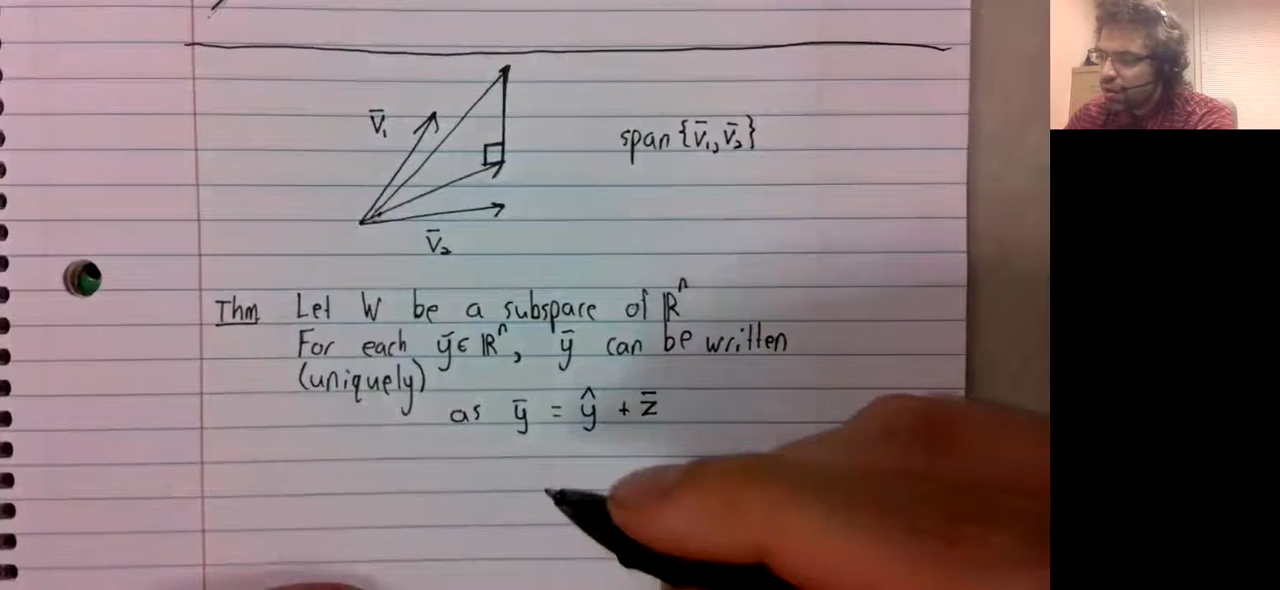 v̄₁
span {v̄₁, v̄₂}
v̄₂
Thm Let W be a subspace of ℝⁿ
For each ȳ ∈ ℝⁿ, ȳ can be written
(uniquely)
as ȳ = ŷ + z̄